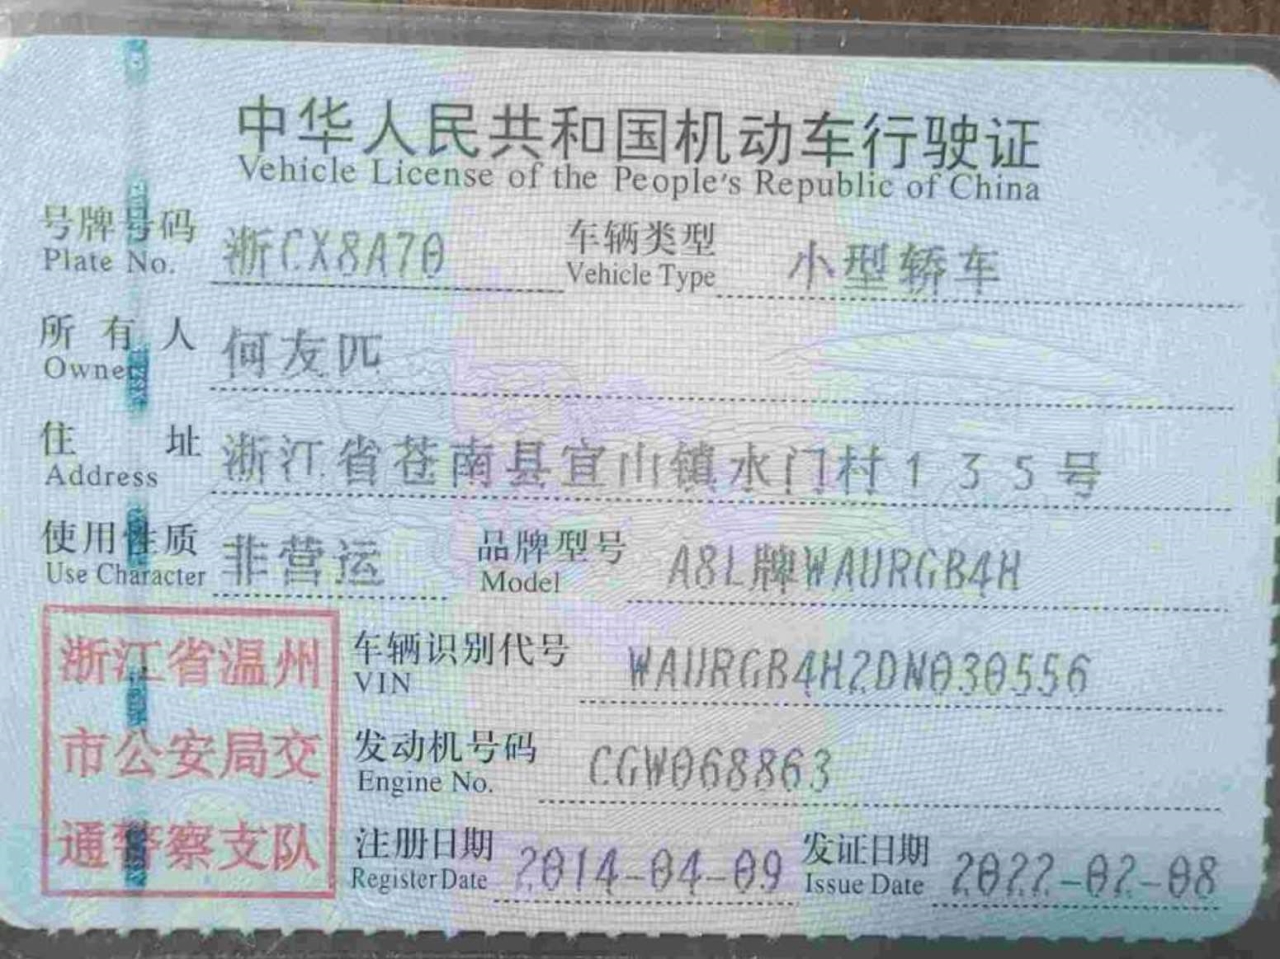 中华人民共和国机动车行驶证
Vehicle License of the People's Republic of China
号牌号码 浙CX8A70 车辆类型 小型轿车
Plate No. Vehicle Type
所有人 何友匹
Owner
住址 浙江省苍南县宜山镇水门村135号
Address
使用性质 非营运 品牌型号 A8L牌WAURGB4H
Use Character Model
浙江省温州
市公安局交
通警察支队
车辆识别代号 WAURGB4H2DN030556
VIN
发动机号码 CGW068863
Engine No.
注册日期 2014-04-09 发证日期 2022-02-08
Register Date Issue Date